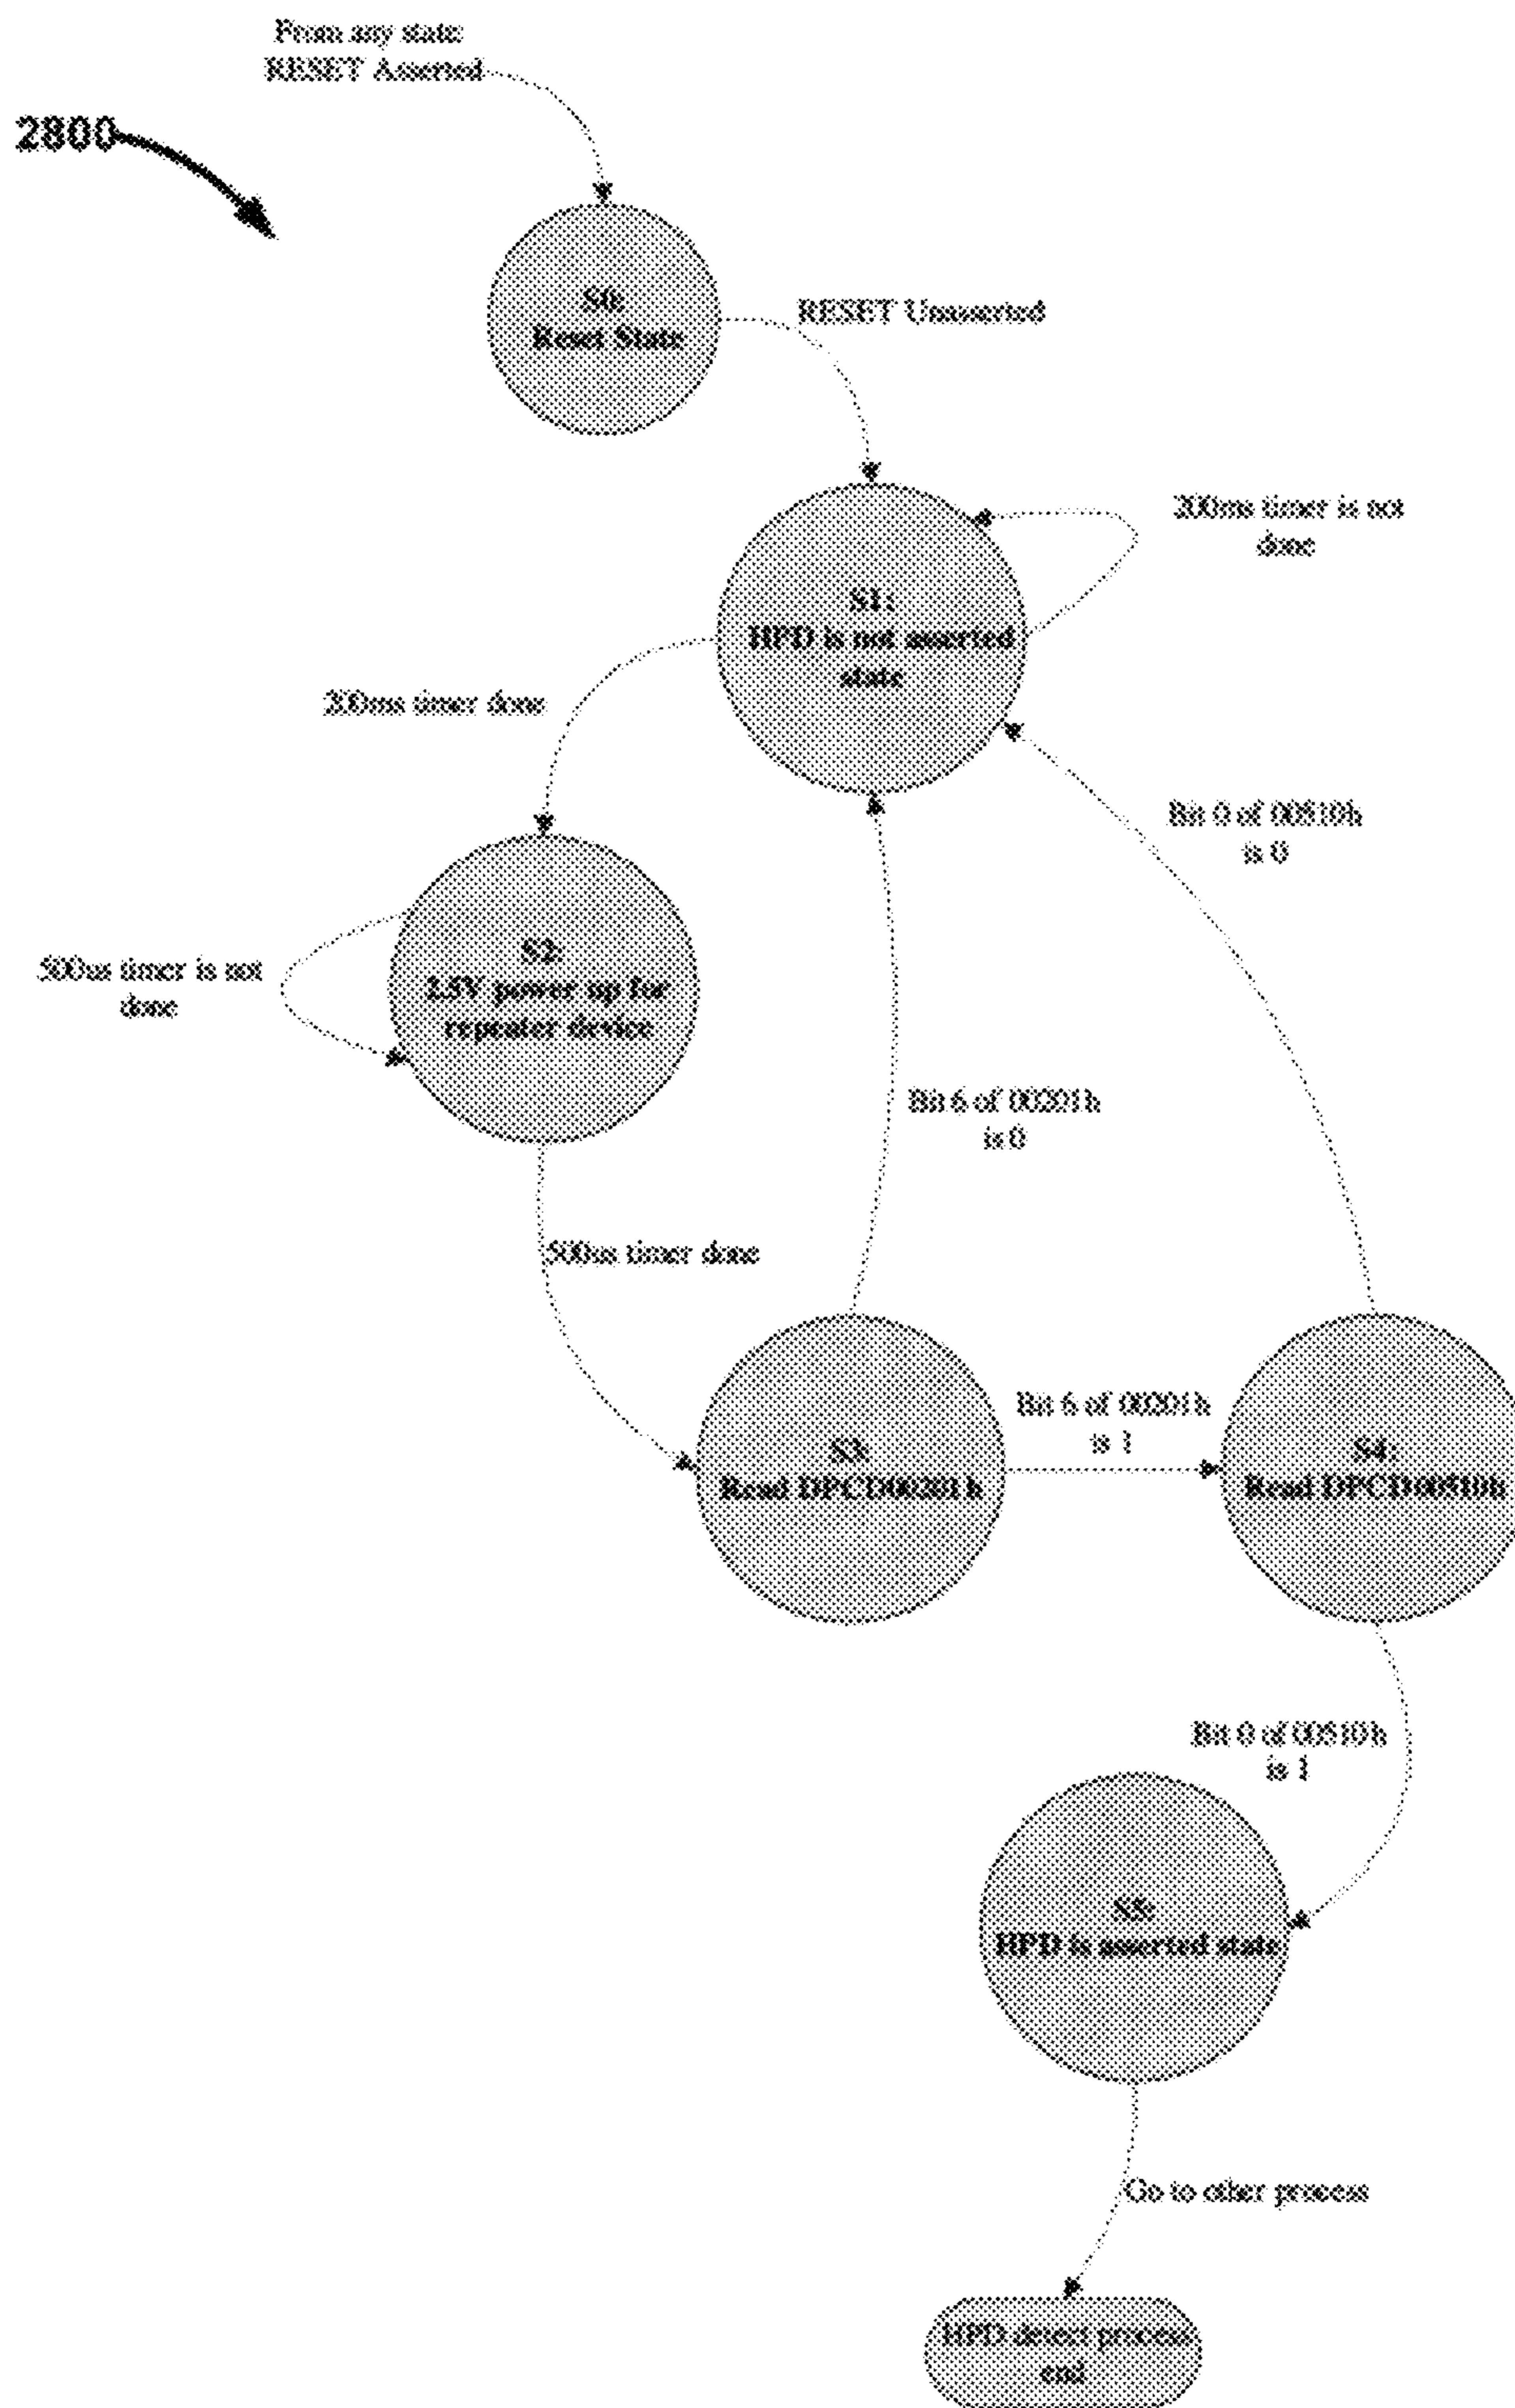 From any state
RESET Asserted
2800
S0:
Reset State
RESET Unasserted
200ms timer is not
done
S1:
HPD is not asserted
state
200ms timer done
Bit 0 of 00510h
is 0
500us timer is not
done
S2:
power up for
repeater device
Bit 6 of 00201h
is 0
500us timer done
Bit 6 of 00201h
is 1
S3:
Read DPCD00201h
S4:
Read DPCD00510h
Bit 0 of 00510h
is 1
S5:
HPD is asserted state
Go to other process
HPD detect process
end